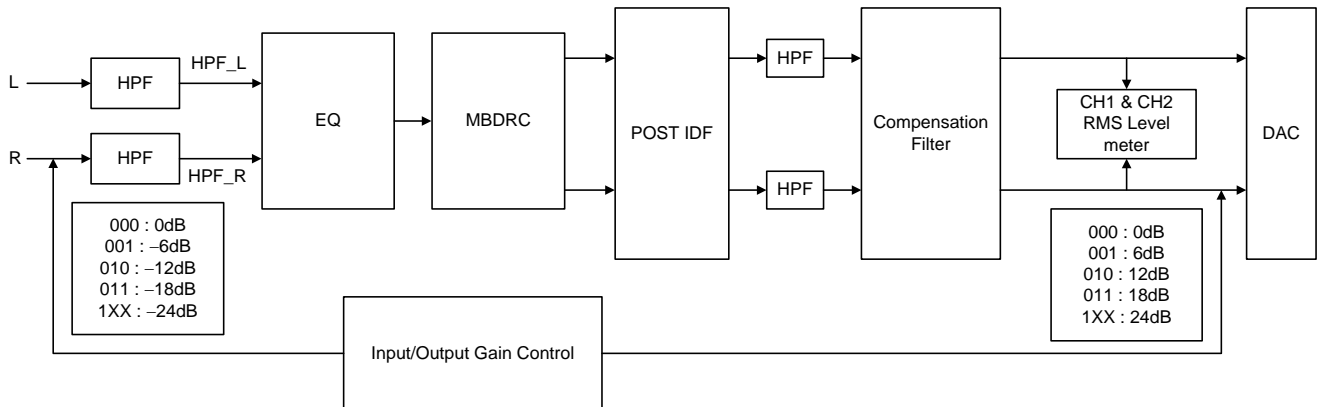 L
HPF
HPF_L
R
HPF
HPF_R
EQ
MBDRC
POST IDF
HPF
HPF
Compensation
Filter
CH1 & CH2
RMS Level
meter
DAC
000 : 0dB
001 : −6dB
010 : −12dB
011 : −18dB
1XX : −24dB
Input/Output Gain Control
000 : 0dB
001 : 6dB
010 : 12dB
011 : 18dB
1XX : 24dB